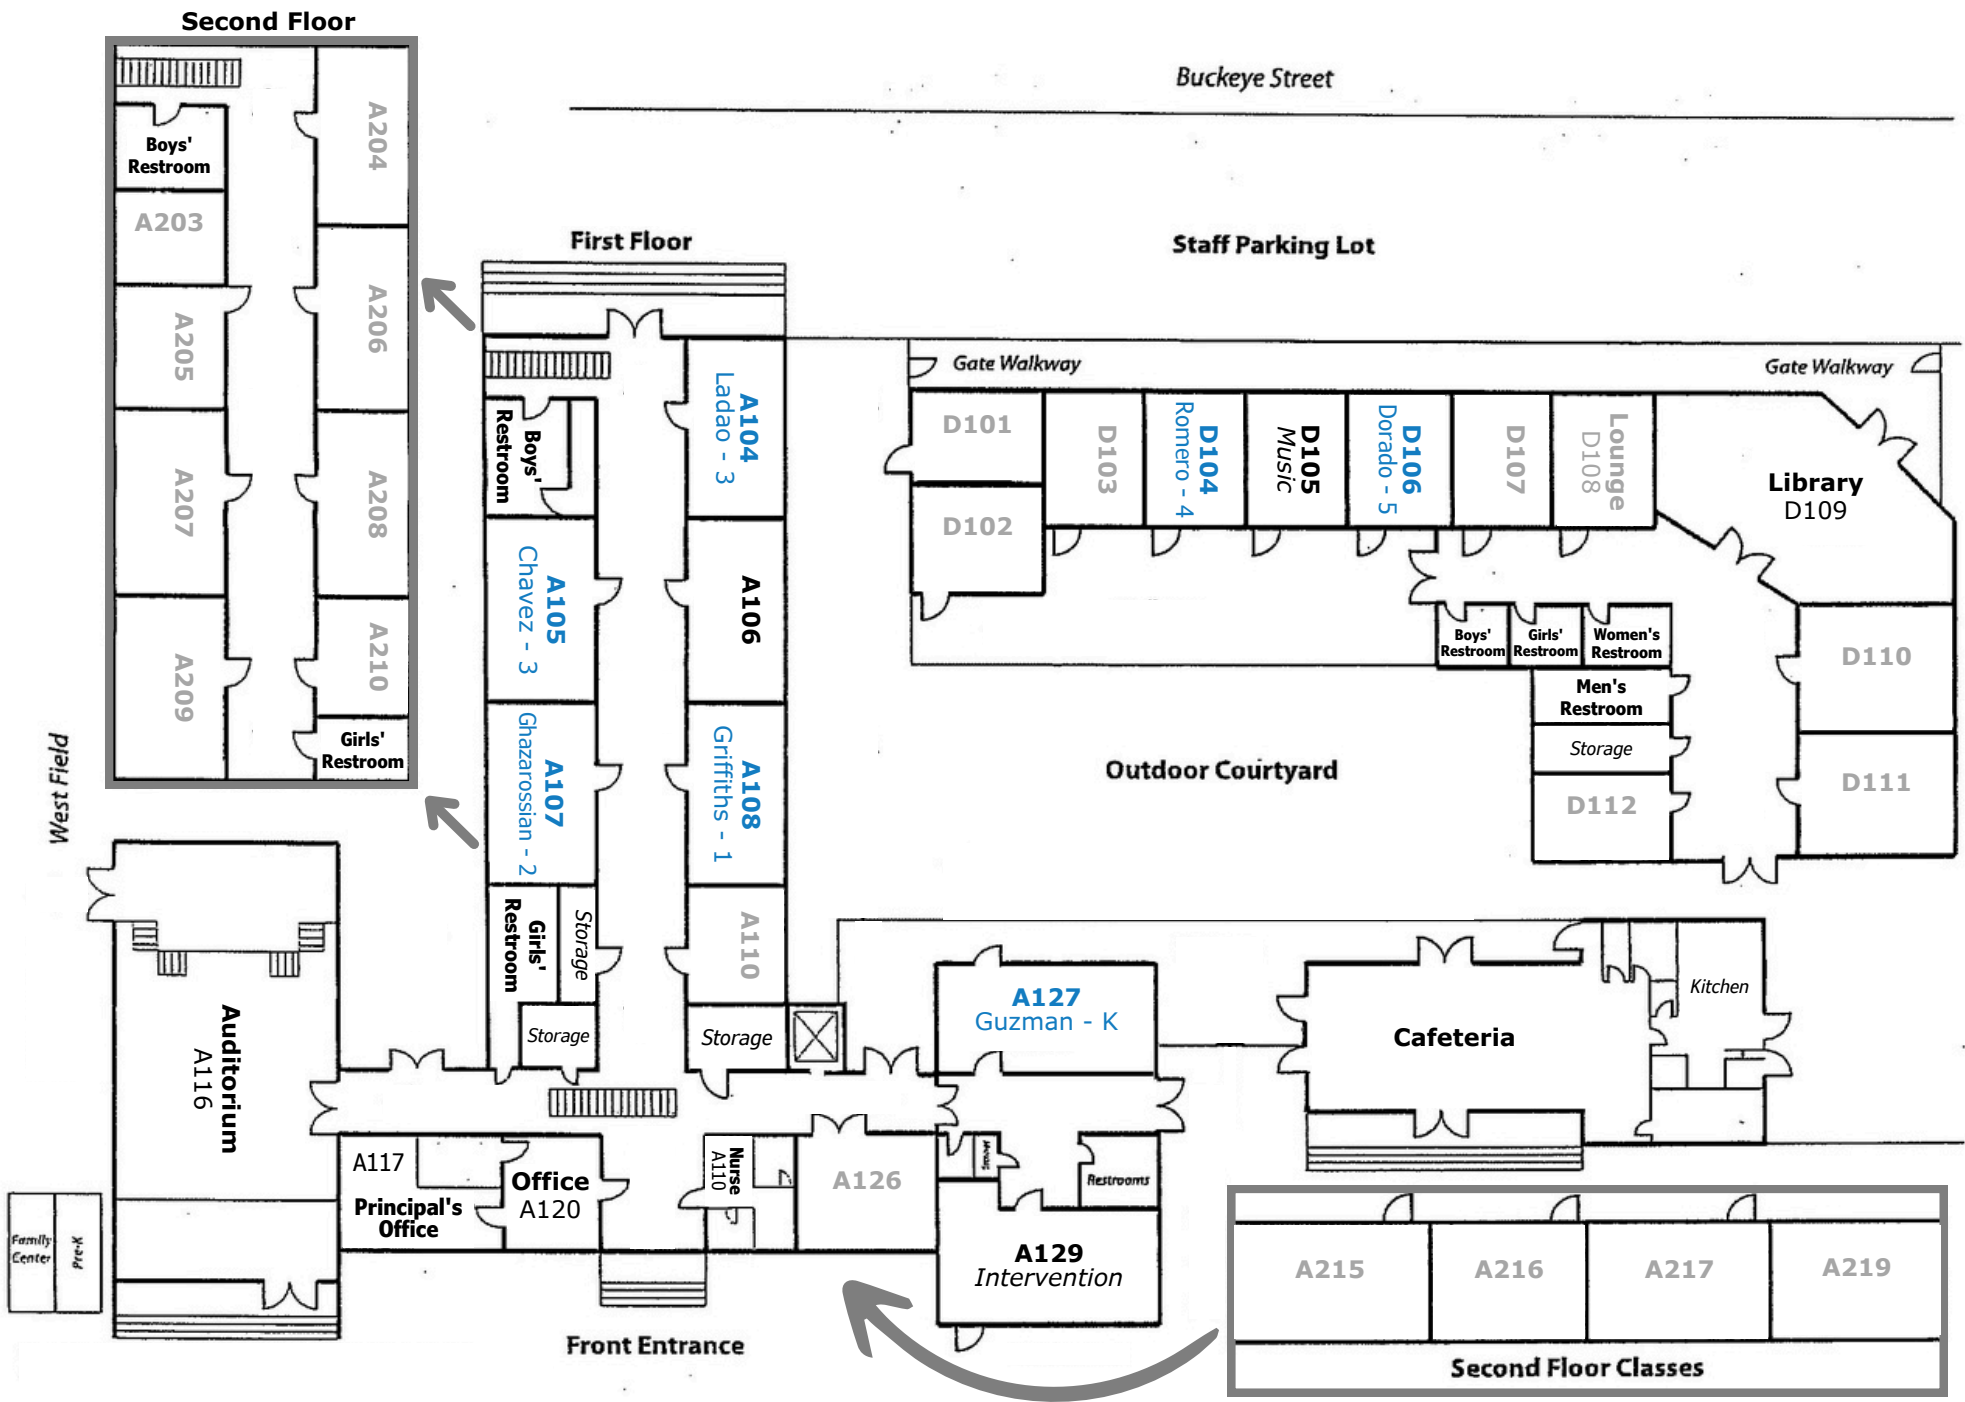 Second Floor
Buckeye Street
A204
Boys'
Restroom
A203
First Floor
Staff Parking Lot
A206
A205
Gate Walkway
Gate Walkway
A104
Ladao - 3
Boys'
Restroom
D101
D103
D104
Romero - 4
D105
Music
D106
Dorado - 5
D107
Lounge
D108
Library
D109
A207
A208
D102
A105
Chavez - 3
A106
Boys'
Restroom
Girls'
Restroom
Women's
Restroom
D110
A209
A210
Men's
Restroom
Girls'
Restroom
Storage
West Field
A107
Ghazarossian - 2
A108
Griffiths - 1
Outdoor Courtyard
D111
D112
Girls'
Restroom
Storage
A110
Kitchen
A127
Guzman - K
Storage
Storage
Cafeteria
Auditorium
A116
A117
Principal's
Office
Office
A120
Nurse
A110
A126
Restrooms
Family
Center
Pre-K
A129
Intervention
A215
A216
A217
A219
Front Entrance
Second Floor Classes